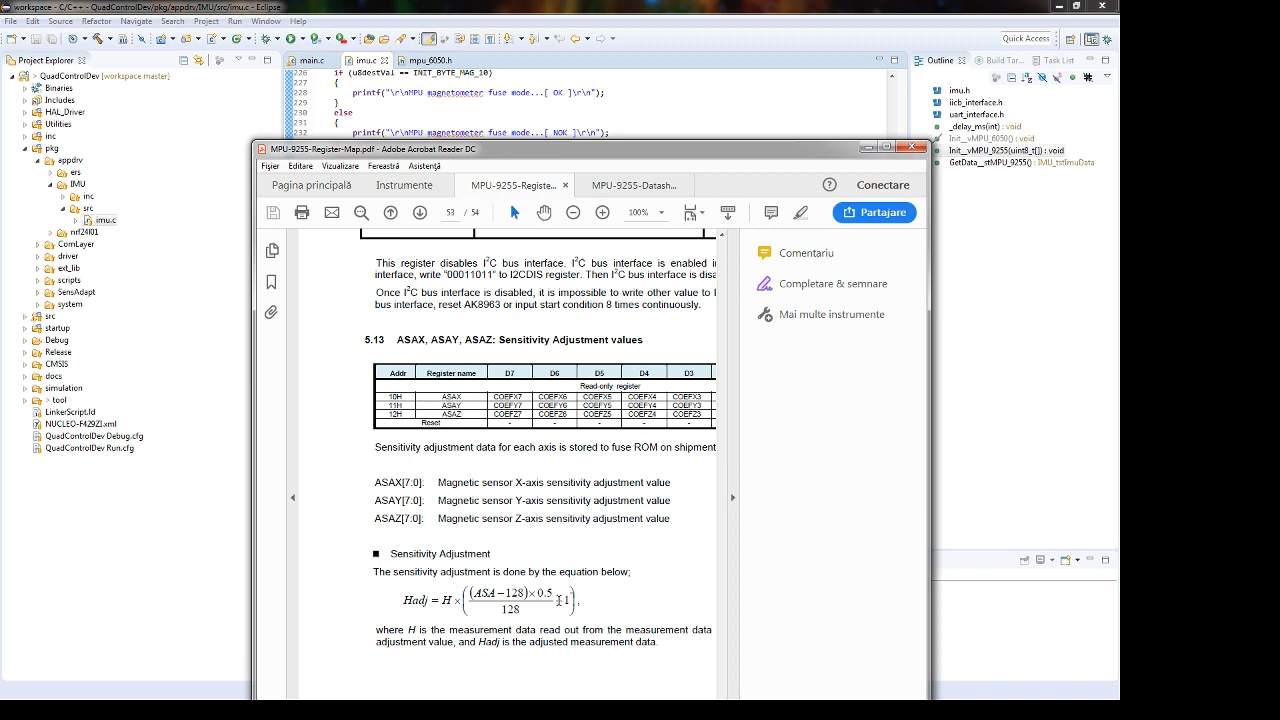 workspace - C/C++ - QuadControlDev/pkg/appdrv/IMU/src/imu.c - Eclipse
File Edit Source Refactor Navigate Search Project Run Window Help
Quick Access
Project Explorer
main.c imu.c mpu_6050.h
Outline Build Tar... Task List
QuadControlDev [workspace master]
Binaries
Includes
HAL_Driver
Utilities
inc
pkg
appdrv
ers
IMU
inc
src
imu.c
nrf24l01
ComLayer
driver
ext_lib
scripts
SensAdapt
system
src
startup
Debug
Release
CMSIS
docs
simulation
> tool
LinkerScript.ld
NUCLEO-F429ZI.xml
QuadControlDev Debug.cfg
QuadControlDev Run.cfg
226 if (u8destVal == INIT_BYTE_MAG_10)
227 {
228 printf("\r\nMPU magnetometer fuse mode...[ OK ]\r\n");
229 }
230 else
231 {
232 printf("\r\nMPU magnetometer fuse mode...[ NOK ]\r\n");
imu.h
iicb_interface.h
uart_interface.h
_delay_ms(int) : void
Init__vMPU_6050() : void
Init__vMPU_9255(uint8_t[]) : void
GetData__stMPU_9255() : IMU_tstImuData
MPU-9255-Register-Map.pdf - Adobe Acrobat Reader DC
Fișier Editare Vizualizare Fereastră Asistență
Pagina principală Instrumente MPU-9255-Registe... MPU-9255-Datash... Conectare
53 / 54 100% Partajare
Comentariu
Completare & semnare
Mai multe instrumente
This register disables I²C bus interface. I²C bus interface is enabled in
interface, write "00011011" to I2CDIS register. Then I²C bus interface is disa
Once I²C bus interface is disabled, it is impossible to write other value to
bus interface, reset AK8963 or input start condition 8 times continuously.
5.13 ASAX, ASAY, ASAZ: Sensitivity Adjustment values
Addr Register name D7 D6 D5 D4 D3
Read-only register
10H ASAX COEFX7 COEFX6 COEFX5 COEFX4 COEFX3
11H ASAY COEFY7 COEFY6 COEFY5 COEFY4 COEFY3
12H ASAZ COEFZ7 COEFZ6 COEFZ5 COEFZ4 COEFZ3
Reset - - - - -
Sensitivity adjustment data for each axis is stored to fuse ROM on shipment
ASAX[7:0]: Magnetic sensor X-axis sensitivity adjustment value
ASAY[7:0]: Magnetic sensor Y-axis sensitivity adjustment value
ASAZ[7:0]: Magnetic sensor Z-axis sensitivity adjustment value
■ Sensitivity Adjustment
The sensitivity adjustment is done by the equation below;
Hadj = H × ( ((ASA − 128) × 0.5) / 128 + 1 ),
where H is the measurement data read out from the measurement data
adjustment value, and Hadj is the adjusted measurement data.